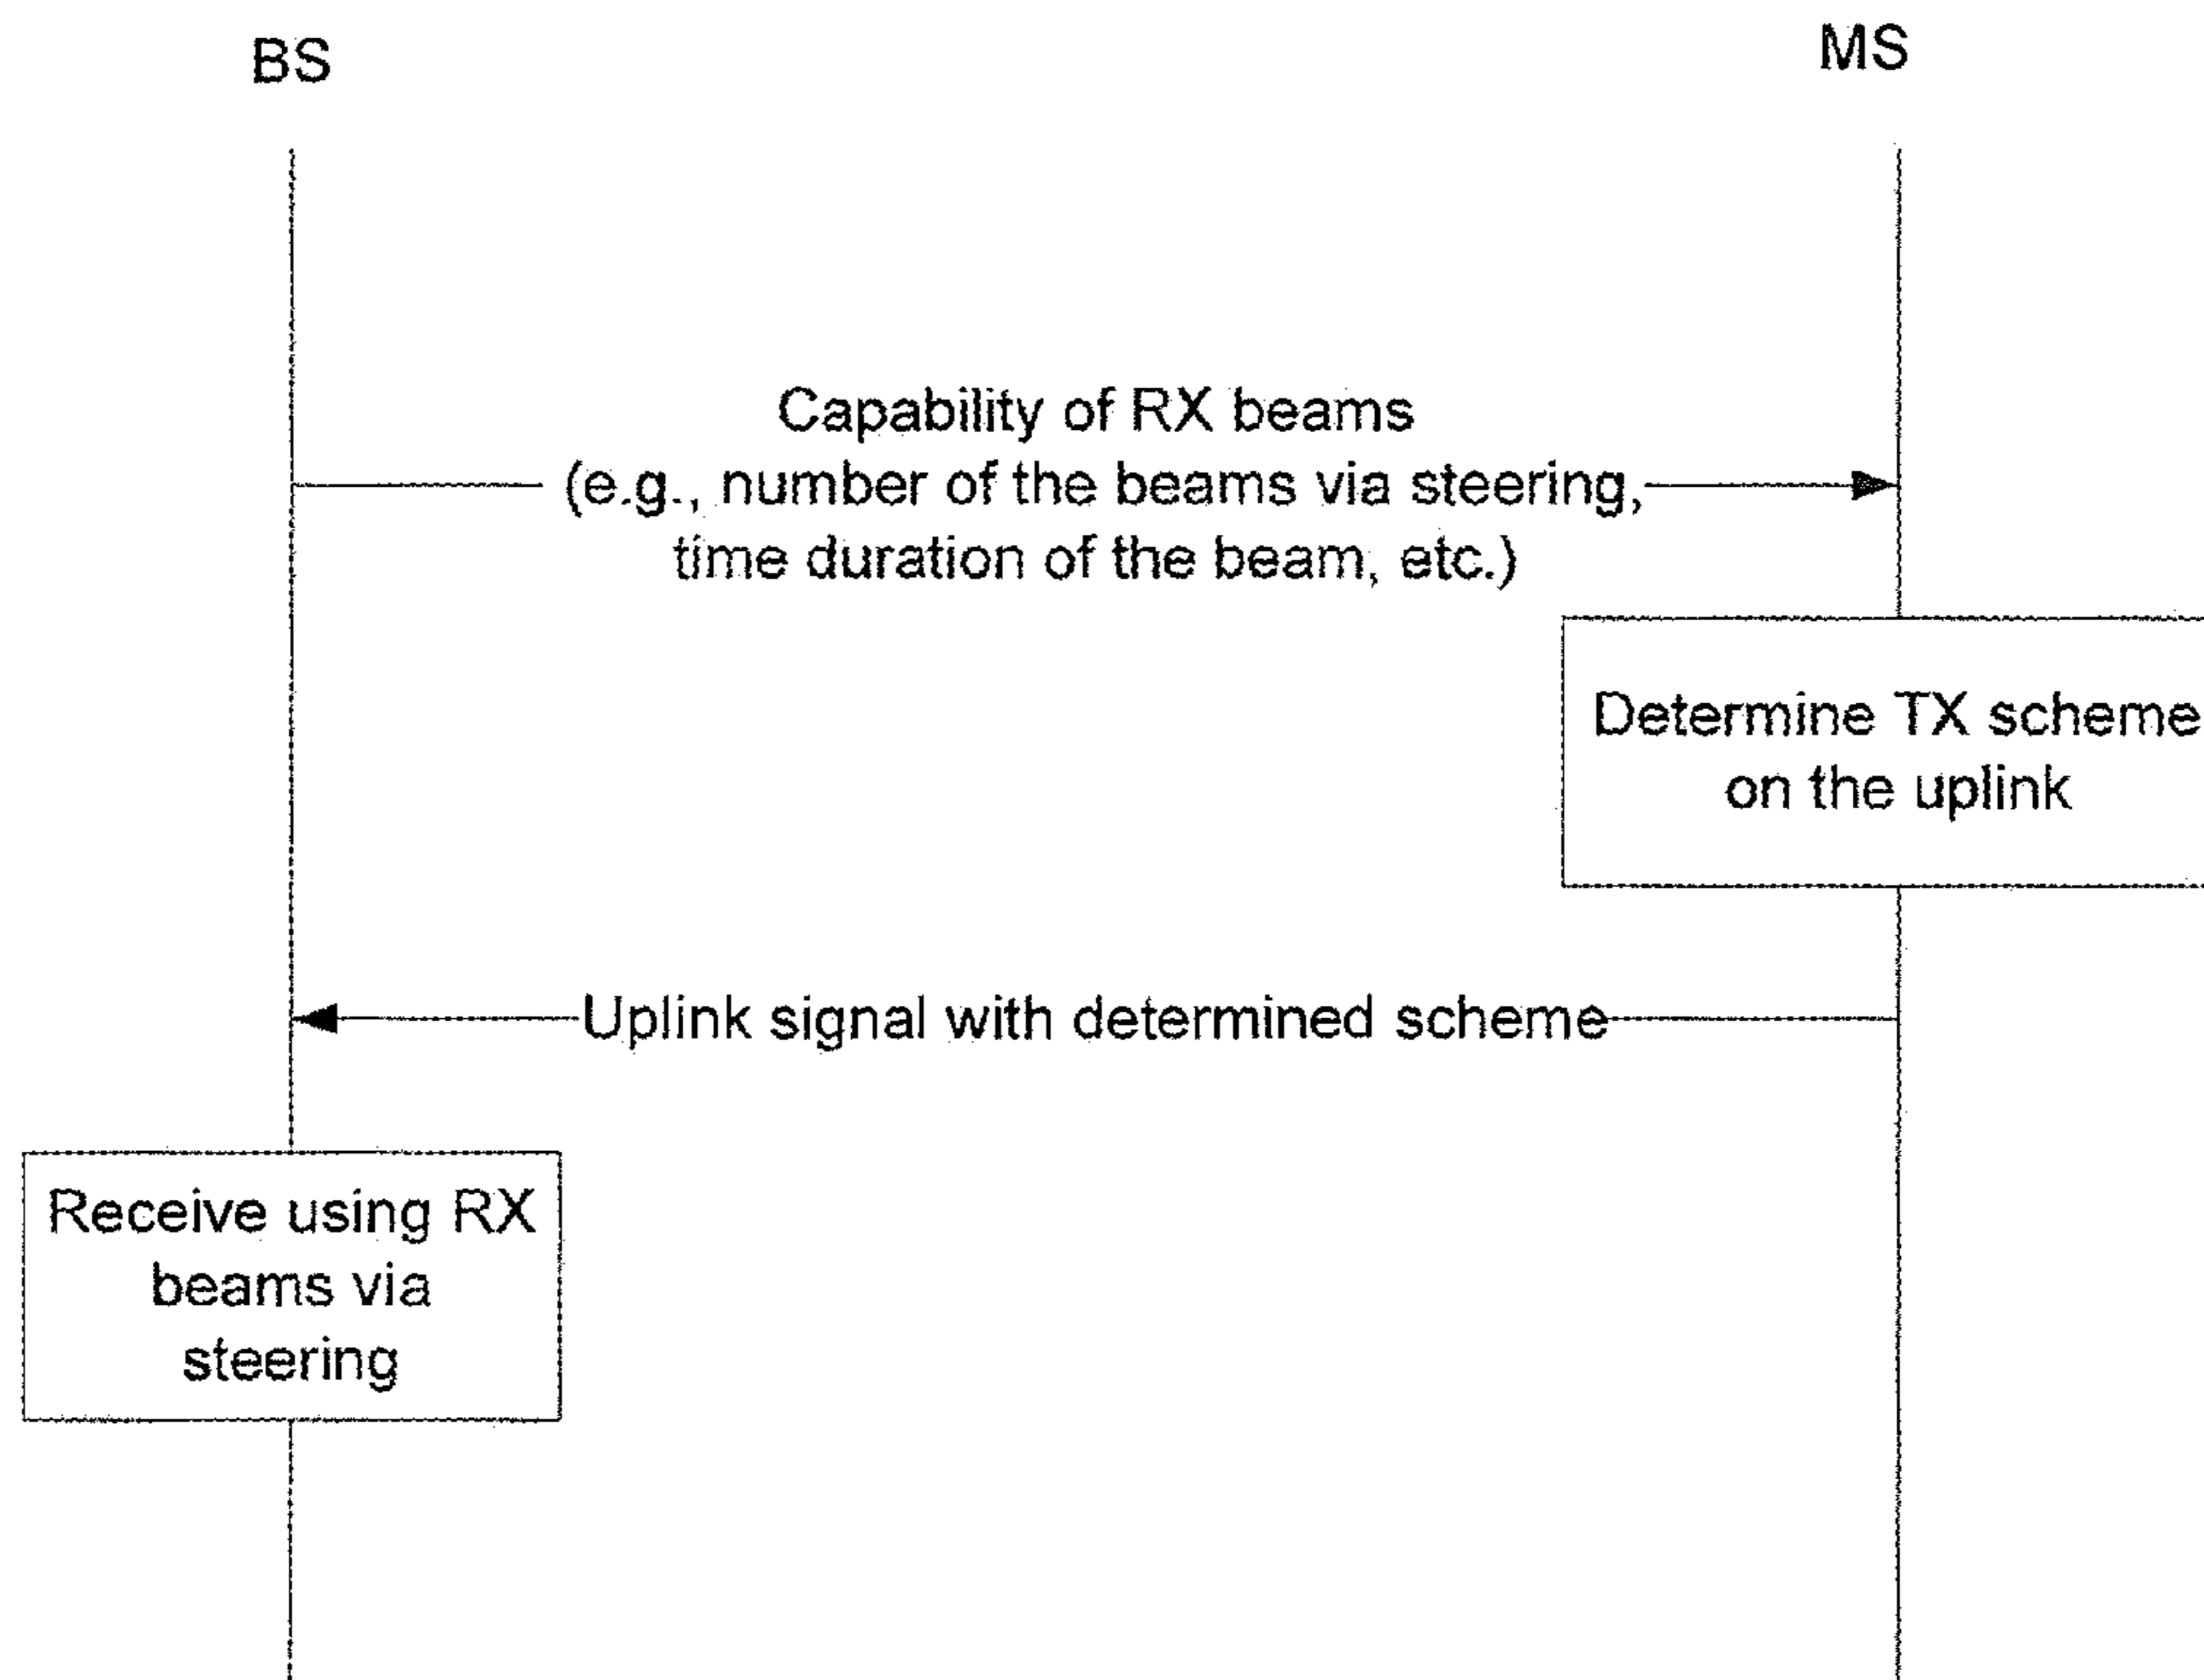 BS
MS
Capability of RX beams
(e.g., number of the beams via steering,
time duration of the beam, etc.)
Determine TX scheme
on the uplink
Uplink signal with determined scheme
Receive using RX
beams via
steering